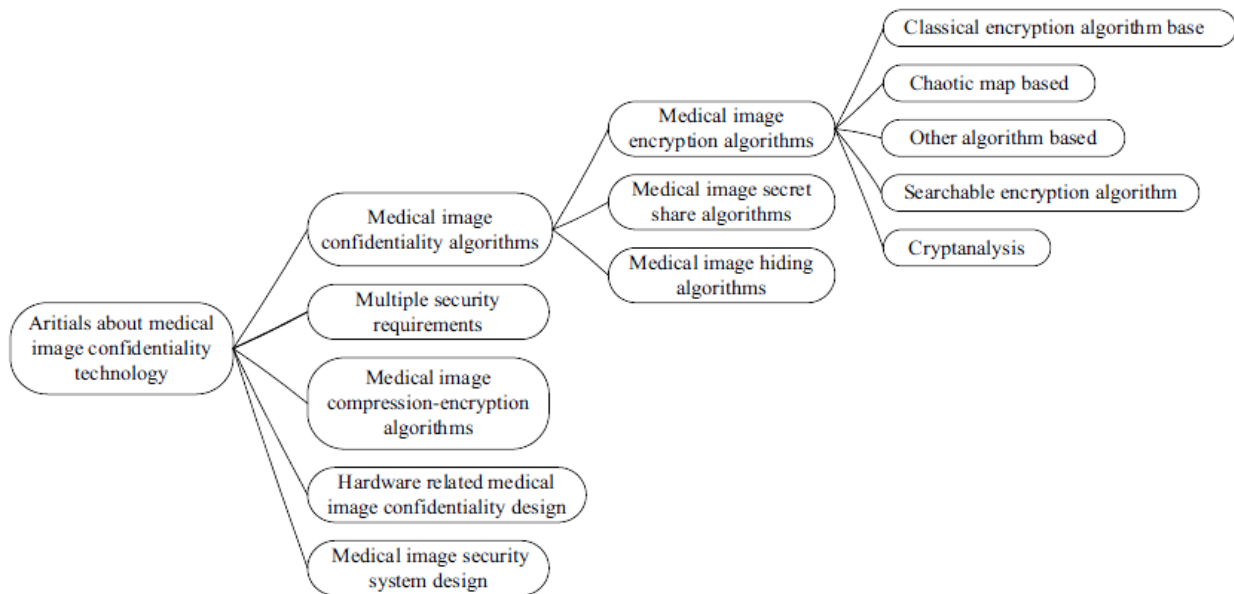 Aritials about medical
image confidentiality
technology
Medical image
confidentiality algorithms
Multiple security
requirements
Medical image
compression-encryption
algorithms
Hardware related medical
image confidentiality design
Medical image security
system design
Medical image
encryption algorithms
Medical image secret
share algorithms
Medical image hiding
algorithms
Classical encryption algorithm base
Chaotic map based
Other algorithm based
Searchable encryption algorithm
Cryptanalysis